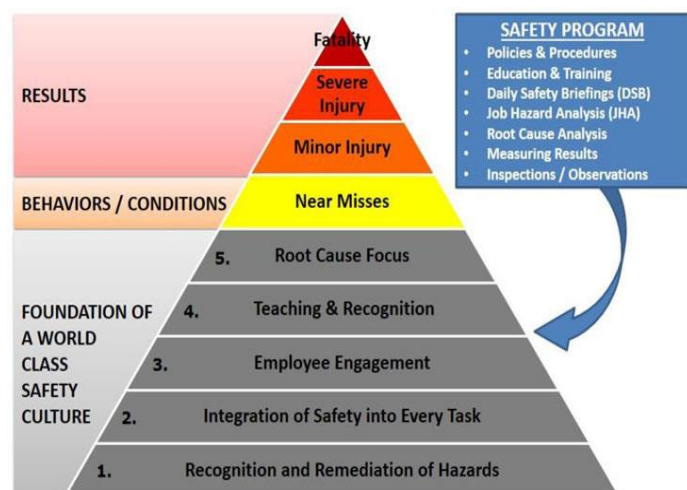 SAFETY PROGRAM
• Policies & Procedures
• Education & Training
• Daily Safety Briefings (DSB)
• Job Hazard Analysis (JHA)
• Root Cause Analysis
• Measuring Results
• Inspections / Observations
RESULTS
Fatality
Severe
Injury
Minor Injury
BEHAVIORS / CONDITIONS
Near Misses
FOUNDATION OF
A WORLD
CLASS
SAFETY
CULTURE
5. Root Cause Focus
4. Teaching & Recognition
3. Employee Engagement
2. Integration of Safety into Every Task
1. Recognition and Remediation of Hazards